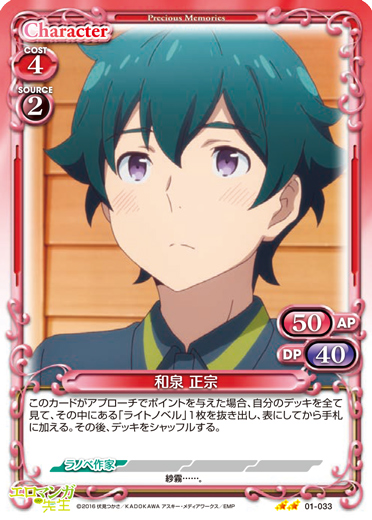 Precious Memories
Character
COST
4
SOURCE
2
50 AP
DP 40
和泉 正宗
このカードがアプローチでポイントを与えた場合、自分のデッキを全て
見て、その中にある「ライトノベル」1枚を抜き出し、表にしてから手札
に加える。その後、デッキをシャッフルする。
ラノベ作家
紗霧……。
エロマンガ
先生
01-033
©2016 伏見つかさ/KADOKAWA アスキー・メディアワークス/EMP